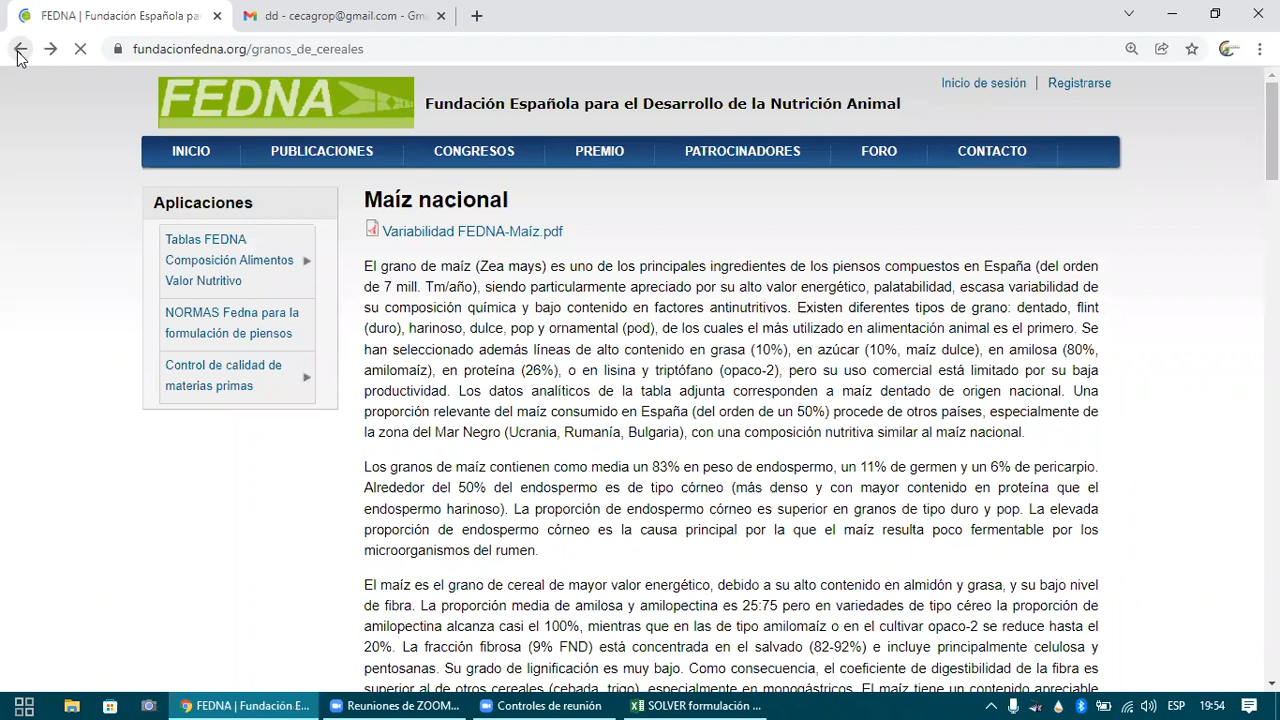 FEDNA | Fundación Española pa
dd - cecagrop@gmail.com - Gm
fundacionfedna.org/granos_de_cereales
Inicio de sesión | Registrarse
FEDNA
Fundación Española para el Desarrollo de la Nutrición Animal
INICIO PUBLICACIONES CONGRESOS PREMIO PATROCINADORES FORO CONTACTO
Aplicaciones
Tablas FEDNA
Composición Alimentos
Valor Nutritivo
NORMAS Fedna para la
formulación de piensos
Control de calidad de
materias primas
Maíz nacional
Variabilidad FEDNA-Maíz.pdf
El grano de maíz (Zea mays) es uno de los principales ingredientes de los piensos compuestos en España (del orden
de 7 mill. Tm/año), siendo particularmente apreciado por su alto valor energético, palatabilidad, escasa variabilidad de
su composición química y bajo contenido en factores antinutritivos. Existen diferentes tipos de grano: dentado, flint
(duro), harinoso, dulce, pop y ornamental (pod), de los cuales el más utilizado en alimentación animal es el primero. Se
han seleccionado además líneas de alto contenido en grasa (10%), en azúcar (10%, maíz dulce), en amilosa (80%,
amilomaíz), en proteína (26%), o en lisina y triptófano (opaco-2), pero su uso comercial está limitado por su baja
productividad. Los datos analíticos de la tabla adjunta corresponden a maíz dentado de origen nacional. Una
proporción relevante del maíz consumido en España (del orden de un 50%) procede de otros países, especialmente de
la zona del Mar Negro (Ucrania, Rumanía, Bulgaria), con una composición nutritiva similar al maíz nacional.
Los granos de maíz contienen como media un 83% en peso de endospermo, un 11% de germen y un 6% de pericarpio.
Alrededor del 50% del endospermo es de tipo córneo (más denso y con mayor contenido en proteína que el
endospermo harinoso). La proporción de endospermo córneo es superior en granos de tipo duro y pop. La elevada
proporción de endospermo córneo es la causa principal por la que el maíz resulta poco fermentable por los
microorganismos del rumen.
El maíz es el grano de cereal de mayor valor energético, debido a su alto contenido en almidón y grasa, y su bajo nivel
de fibra. La proporción media de amilosa y amilopectina es 25:75 pero en variedades de tipo céreo la proporción de
amilopectina alcanza casi el 100%, mientras que en las de tipo amilomaíz o en el cultivar opaco-2 se reduce hasta el
20%. La fracción fibrosa (9% FND) está concentrada en el salvado (82-92%) e incluye principalmente celulosa y
pentosanas. Su grado de lignificación es muy bajo. Como consecuencia, el coeficiente de digestibilidad de la fibra es
superior al de otros cereales (cebada, trigo), especialmente en monogástricos. El maíz tiene un contenido apreciable
FEDNA | Fundación E...
Reuniones de ZOOM...
Controles de reunión
SOLVER formulación ...
ESP
19:54